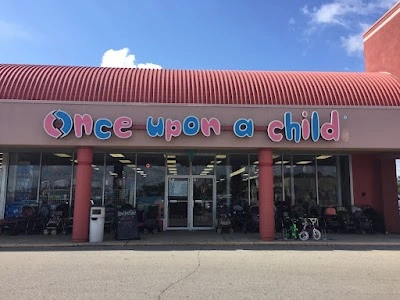 Once upon a child